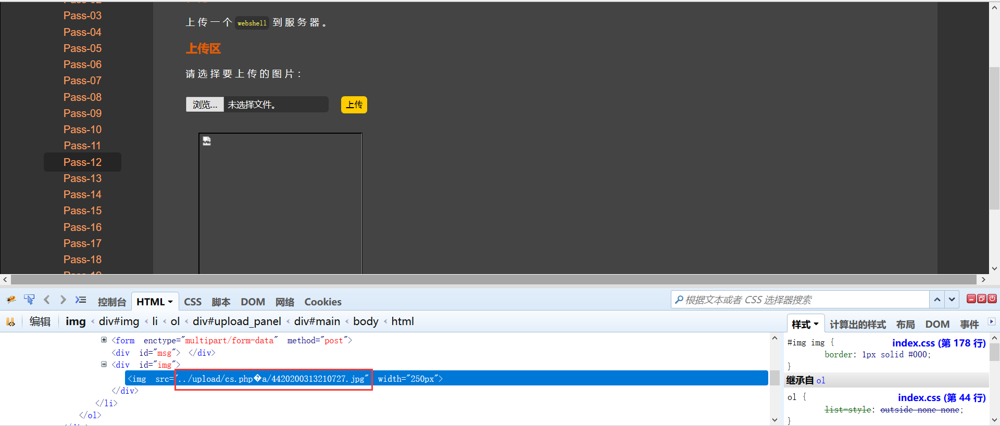 Pass-03
Pass-04
Pass-05
Pass-06
Pass-07
Pass-08
Pass-09
Pass-10
Pass-11
Pass-12
Pass-13
Pass-14
Pass-15
Pass-16
Pass-17
Pass-18
上传一个 webshell 到服务器。
上传区
请选择要上传的图片：
浏览... 未选择文件。 上传
控制台 HTML CSS 脚本 DOM 网络 Cookies 根据文本或者 CSS 选择器搜索
编辑 img < div#img < li < ol < div#upload_panel < div#main < body < html
<form enctype="multipart/form-data" method="post">
<div id="msg"> </div>
<div id="img">
<img src="../upload/cs.php�a/4420200313210727.jpg" width="250px">
</div>
</li>
</ol>
样式 计算出的样式 布局 DOM 事件
#img img { index.css (第 178 行)
border: 1px solid #000;
}
继承自 ol
ol { index.css (第 44 行)
list-style: outside none none;
}